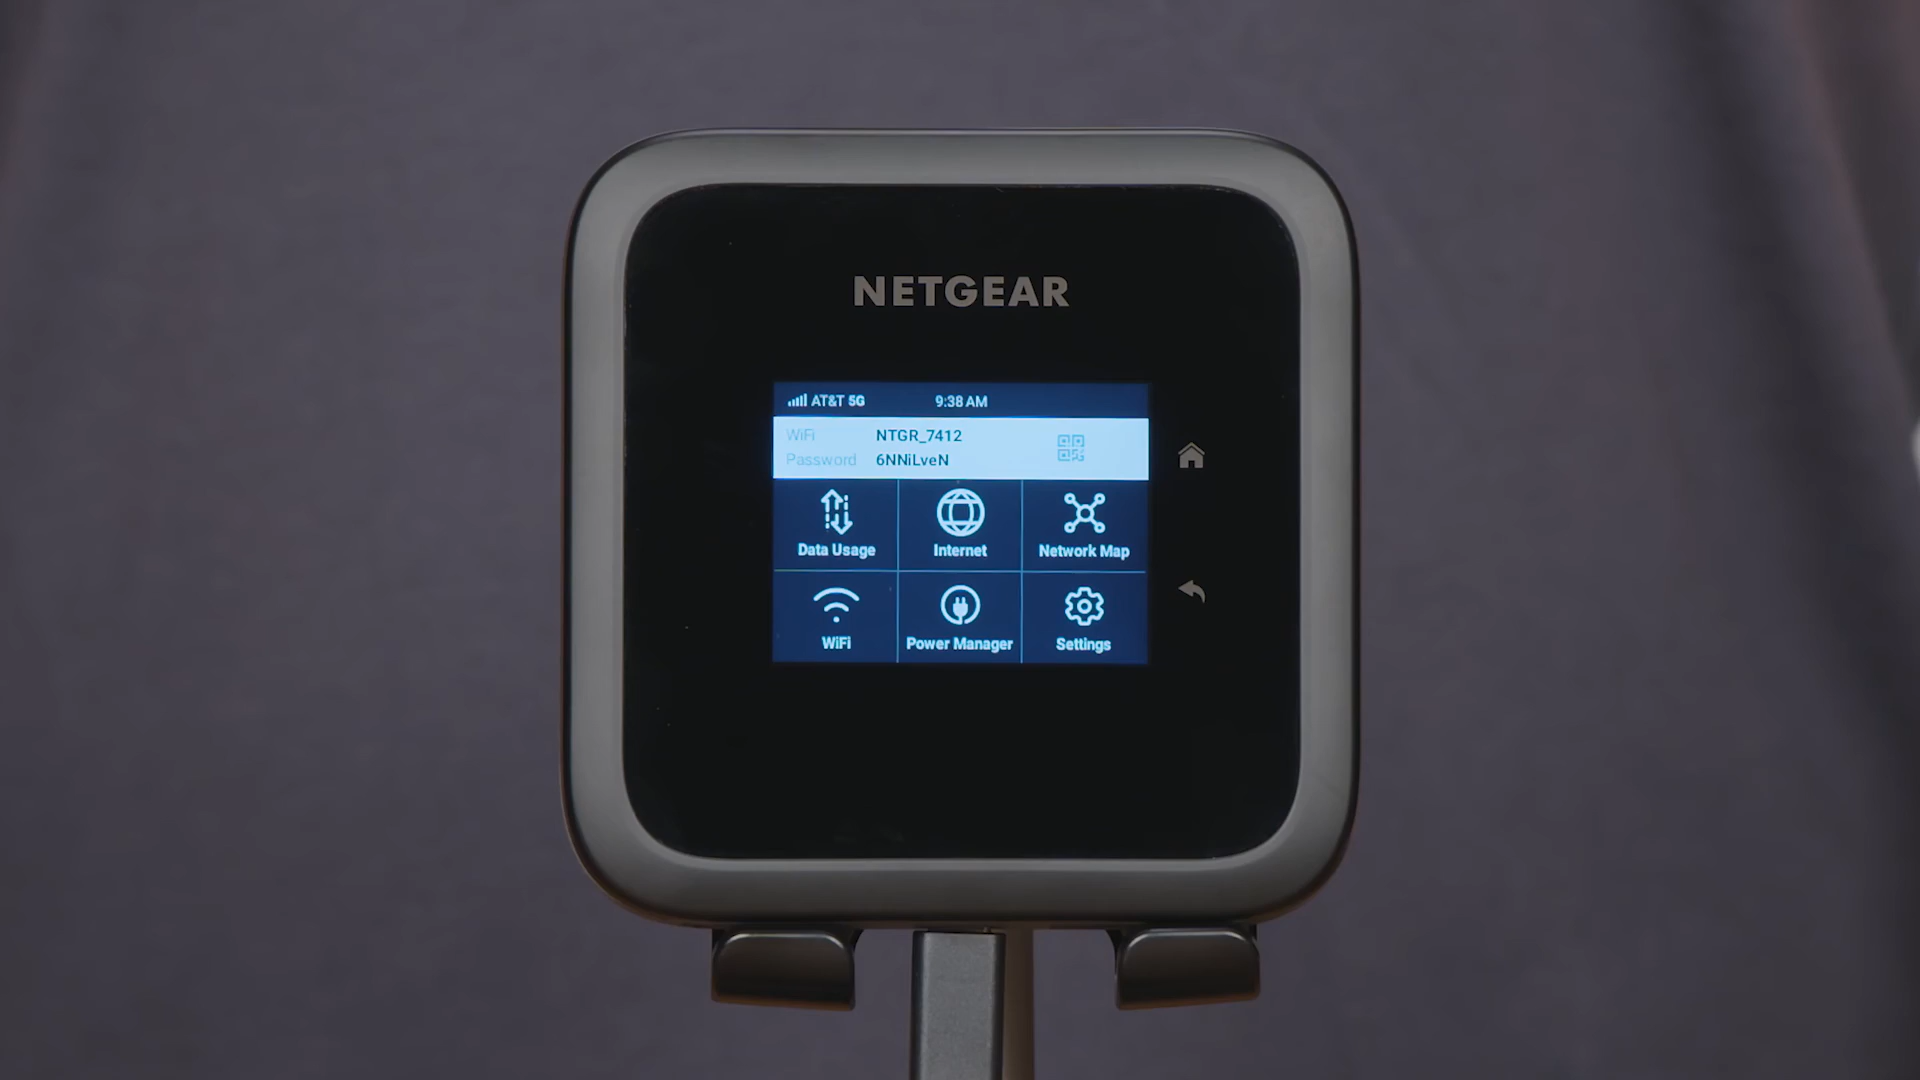 NETGEAR
AT&T 5G 9:38 AM
WiFi NTGR_7412
Password 6NNiLveN
Data Usage Internet Network Map
WiFi Power Manager Settings